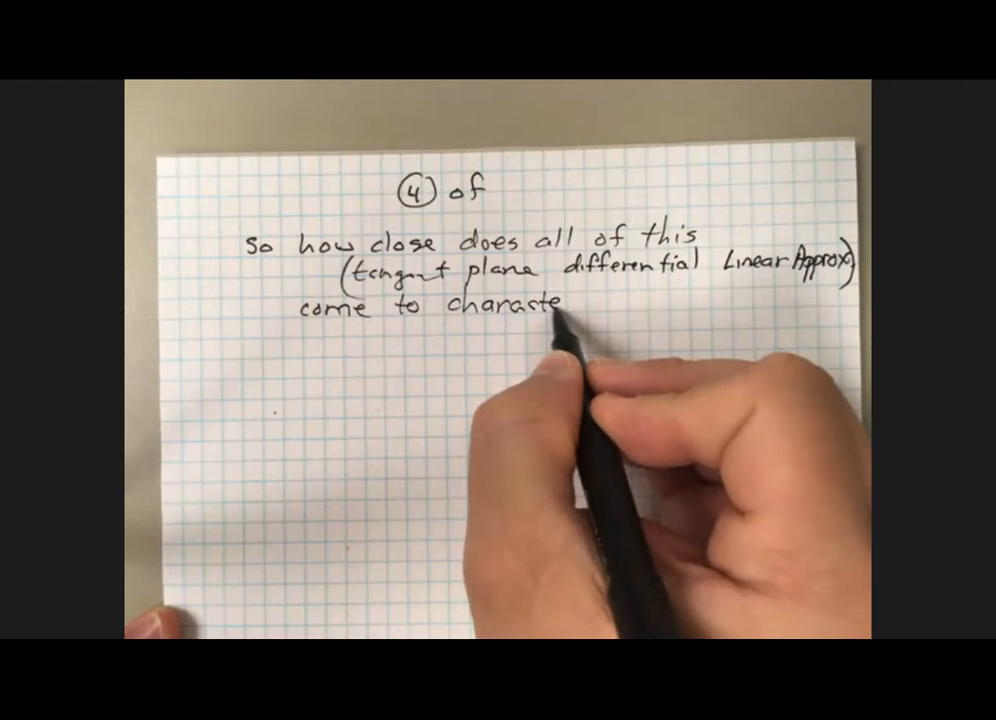 ④ of
So how close does all of this
(tangent plane differential Linear Approx)
come to characte